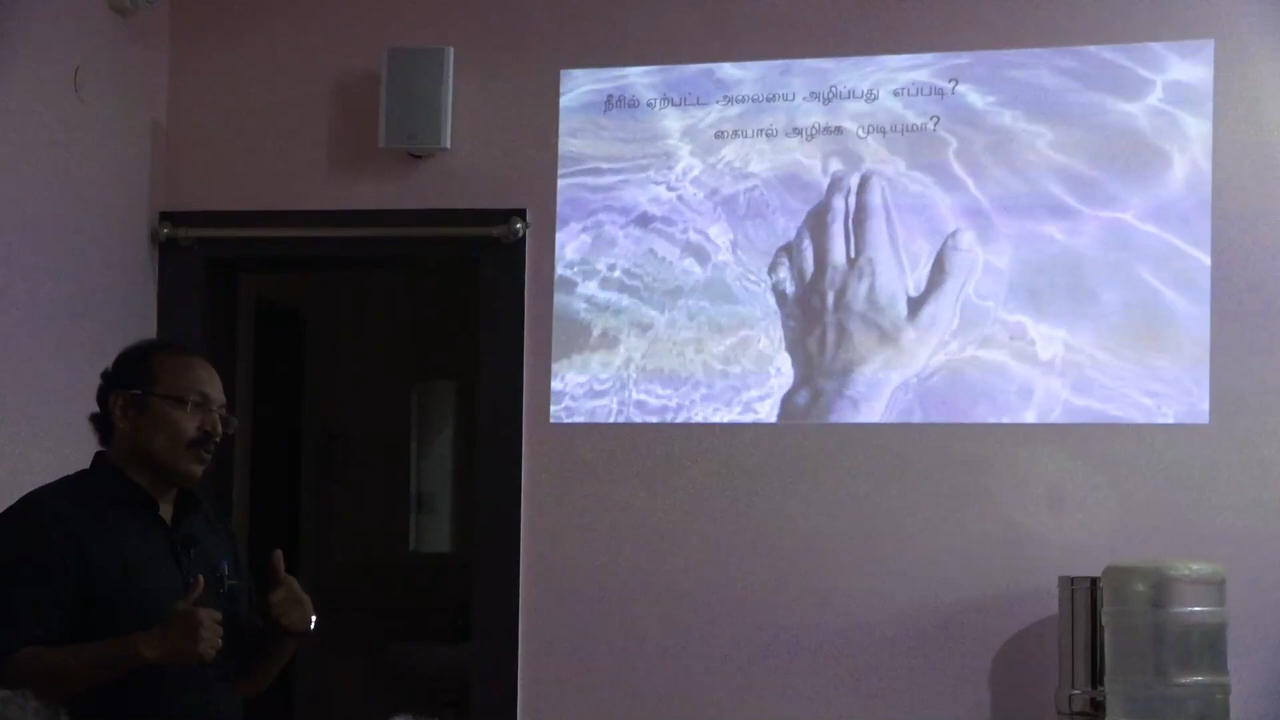 நீரில் ஏற்பட்ட அலையை அழிப்பது எப்படி?
கையால் அழிக்க முடியுமா?